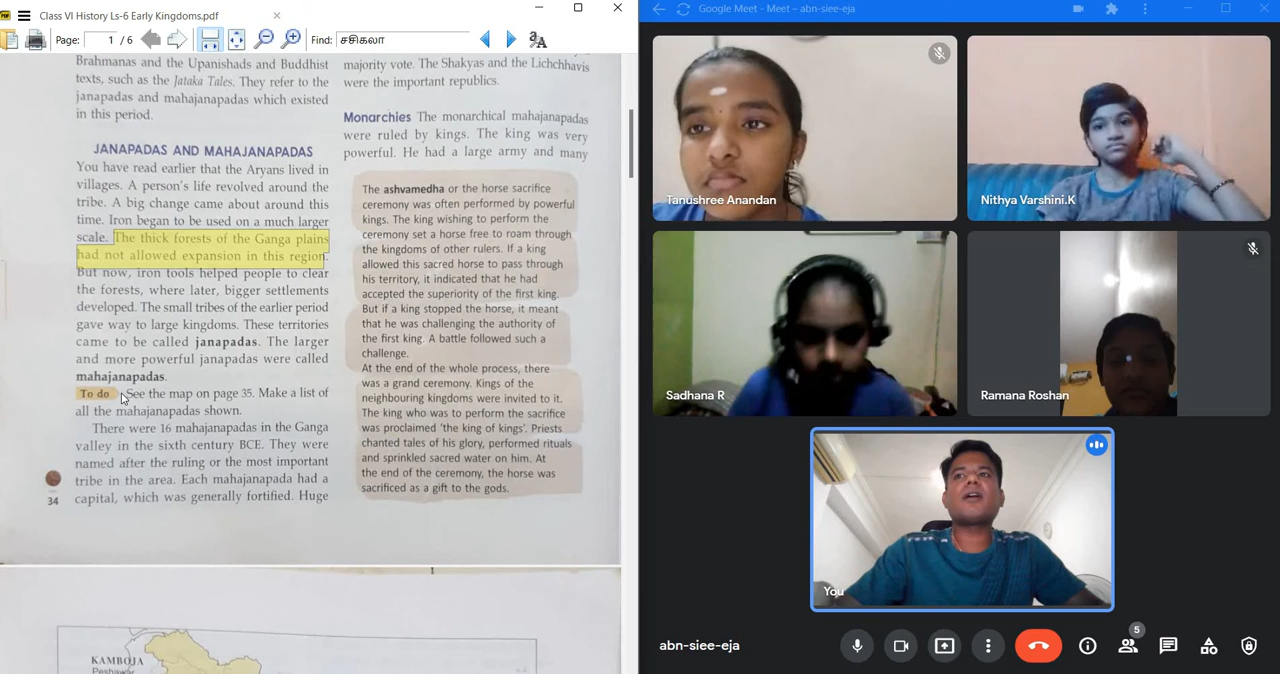 Class VI History Ls-6 Early Kingdoms.pdf
Page: 1 / 6 Find: சசிகலா
Brahmanas and the Upanishads and Buddhist
texts, such as the Jataka Tales. They refer to the
janapadas and mahajanapadas which existed
in this period.
JANAPADAS AND MAHAJANAPADAS
You have read earlier that the Aryans lived in
villages. A person's life revolved around the
tribe. A big change came about around this
time. Iron began to be used on a much larger
scale. The thick forests of the Ganga plains
had not allowed expansion in this region.
But now, iron tools helped people to clear
the forests, where later, bigger settlements
developed. The small tribes of the earlier period
gave way to large kingdoms. These territories
came to be called janapadas. The larger
and more powerful janapadas were called
mahajanapadas.
To do See the map on page 35. Make a list of
all the mahajanapadas shown.
There were 16 mahajanapadas in the Ganga
valley in the sixth century BCE. They were
named after the ruling or the most important
tribe in the area. Each mahajanapada had a
capital, which was generally fortified. Huge
34
majority vote. The Shakyas and the Lichchhavis
were the important republics.
Monarchies The monarchical mahajanapadas
were ruled by kings. The king was very
powerful. He had a large army and many
The ashvamedha or the horse sacrifice
ceremony was often performed by powerful
kings. The king wishing to perform the
ceremony set a horse free to roam through
the kingdoms of other rulers. If a king
allowed this sacred horse to pass through
his territory, it indicated that he had
accepted the superiority of the first king.
But if a king stopped the horse, it meant
that he was challenging the authority of
the first king. A battle followed such a
challenge.
At the end of the whole process, there
was a grand ceremony. Kings of the
neighbouring kingdoms were invited to it.
The king who was to perform the sacrifice
was proclaimed 'the king of kings'. Priests
chanted tales of his glory, performed rituals
and sprinkled sacred water on him. At
the end of the ceremony, the horse was
sacrificed as a gift to the gods.
KAMBOJA
Peshawar
Google Meet - Meet – abn-siee-eja
Tanushree Anandan
Nithya Varshini.K
Sadhana R
Ramana Roshan
You
abn-siee-eja
5